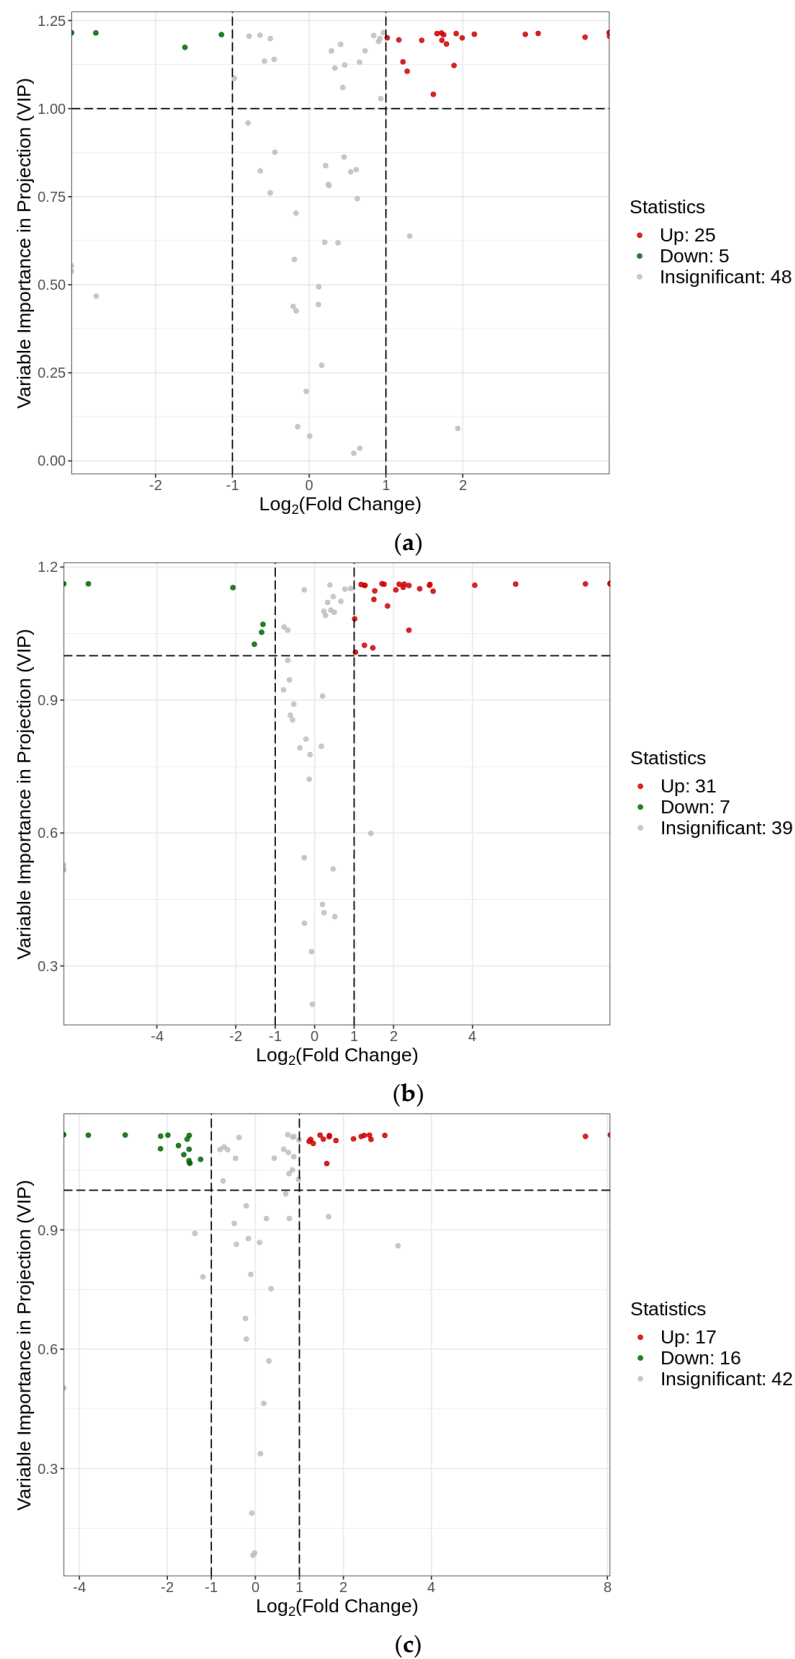 1.25
1.00
0.75
0.50
0.25
0.00
Variable Importance in Projection (VIP)
-2 -1 0 1 2
Log2(Fold Change)
Statistics
Up: 25
Down: 5
Insignificant: 48
(a)
1.2
0.9
0.6
0.3
Variable Importance in Projection (VIP)
-4 -2 -1 0 1 2 4
Log2(Fold Change)
Statistics
Up: 31
Down: 7
Insignificant: 39
(b)
0.9
0.6
0.3
Variable Importance in Projection (VIP)
-4 -2 -1 0 1 2 4 8
Log2(Fold Change)
Statistics
Up: 17
Down: 16
Insignificant: 42
(c)